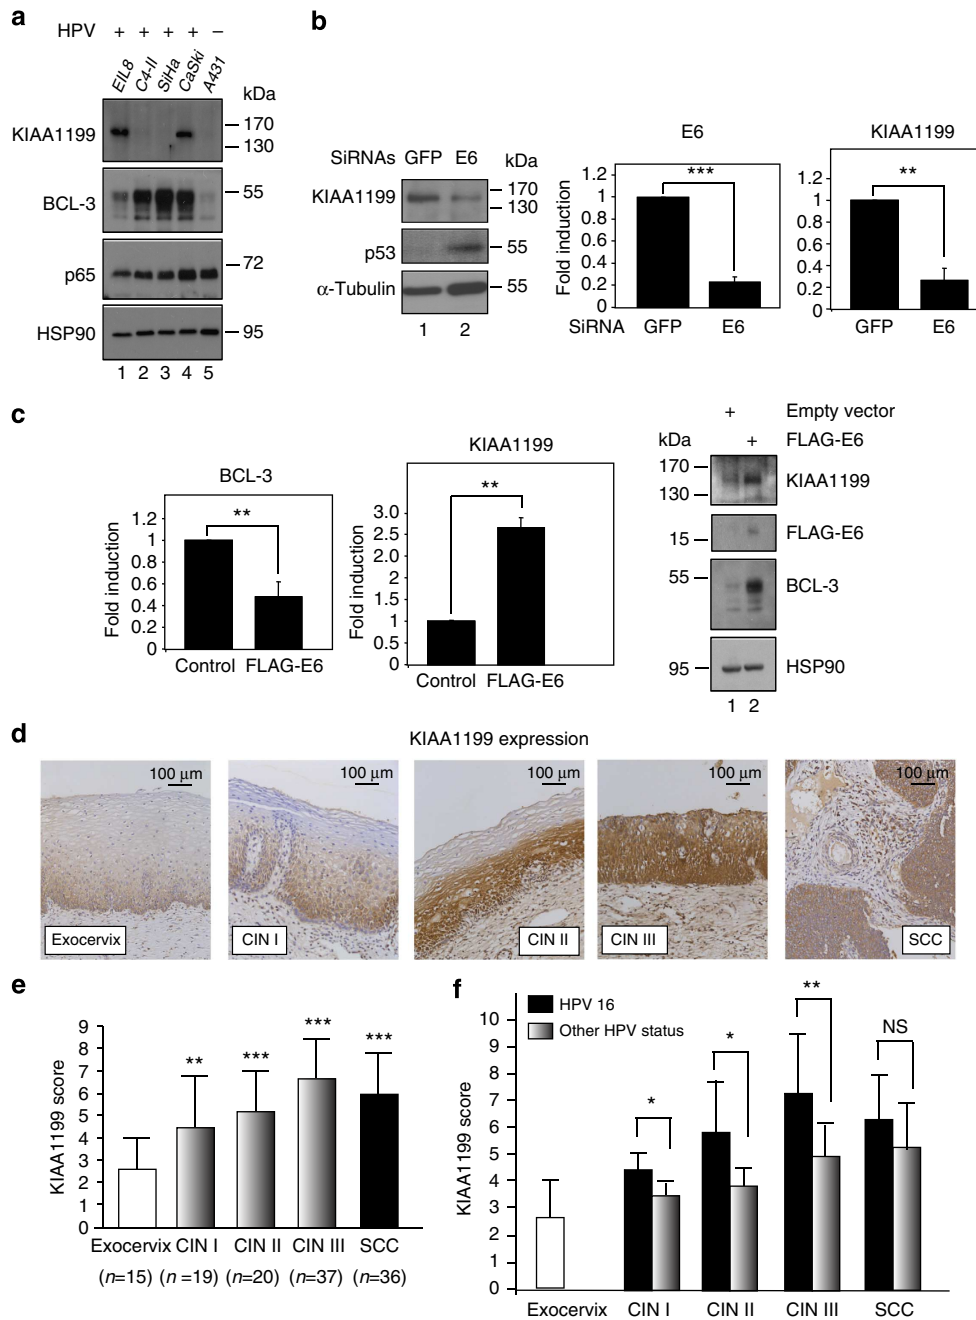 a
HPV + + + + –
EIL8 C4-II SiHa CaSki A431
kDa
KIAA1199
170
130
BCL-3
55
p65
72
HSP90
95
1 2 3 4 5
b
SiRNAs GFP E6 kDa
KIAA1199
170
130
p53
55
α-Tubulin
55
1 2
E6
Fold induction
1.2
1
0.8
0.6
0.4
0.2
0
***
SiRNA GFP E6
KIAA1199
1.2
1
0.8
0.6
0.4
0.2
0
**
GFP E6
c
BCL-3
Fold induction
1.2
1
0.8
0.6
0.4
0.2
0
**
Control FLAG-E6
KIAA1199
Fold induction
3.0
2.5
2.0
1.5
1
0.5
0
**
Control FLAG-E6
+ Empty vector
kDa + FLAG-E6
170
130
KIAA1199
15
FLAG-E6
55
BCL-3
95
HSP90
1 2
d
KIAA1199 expression
100 μm 100 μm 100 μm 100 μm 100 μm
Exocervix CIN I CIN II CIN III SCC
e
KIAA1199 score
9
8
7
6
5
4
3
2
1
0
** *** *** ***
Exocervix CIN I CIN II CIN III SCC
(n=15) (n =19) (n=20) (n=37) (n=36)
f
HPV 16
Other HPV status
KIAA1199 score
10
9
8
7
6
5
4
3
2
1
0
* * ** NS
Exocervix CIN I CIN II CIN III SCC